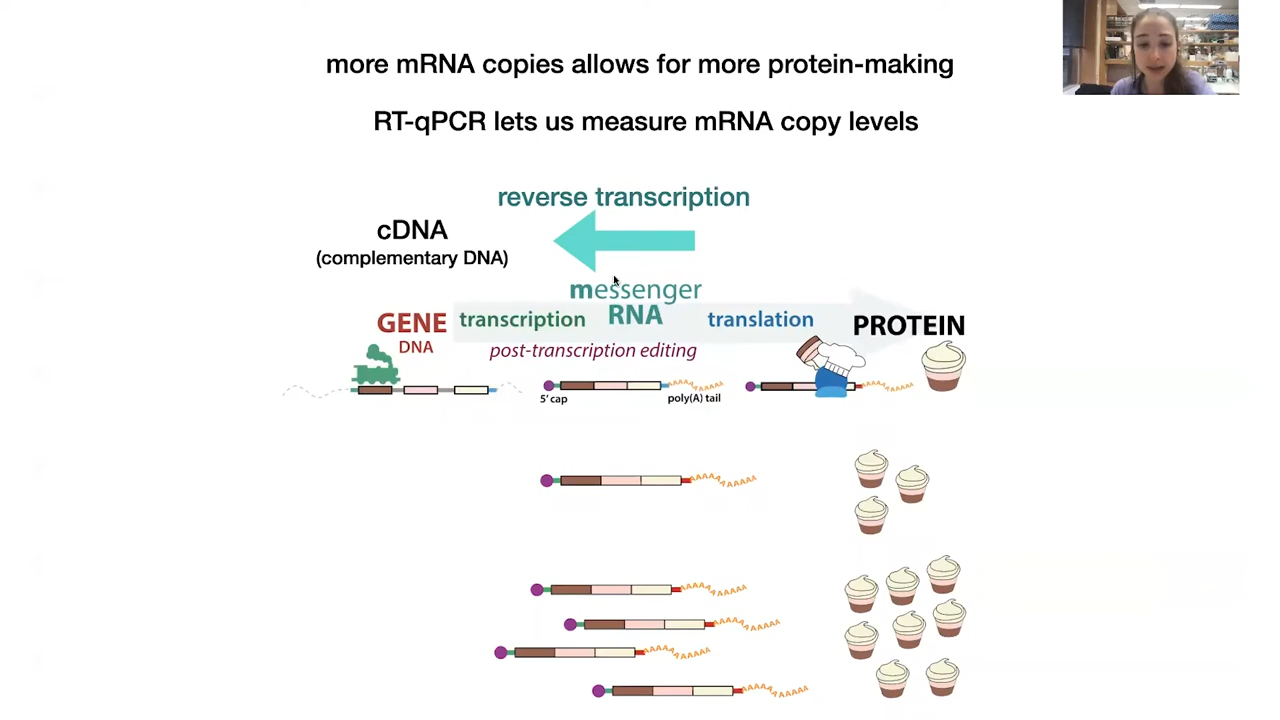 more mRNA copies allows for more protein-making
RT-qPCR lets us measure mRNA copy levels
reverse transcription
cDNA
(complementary DNA)
messenger
RNA
GENE
DNA
transcription
translation
PROTEIN
post-transcription editing
5' cap
poly(A) tail